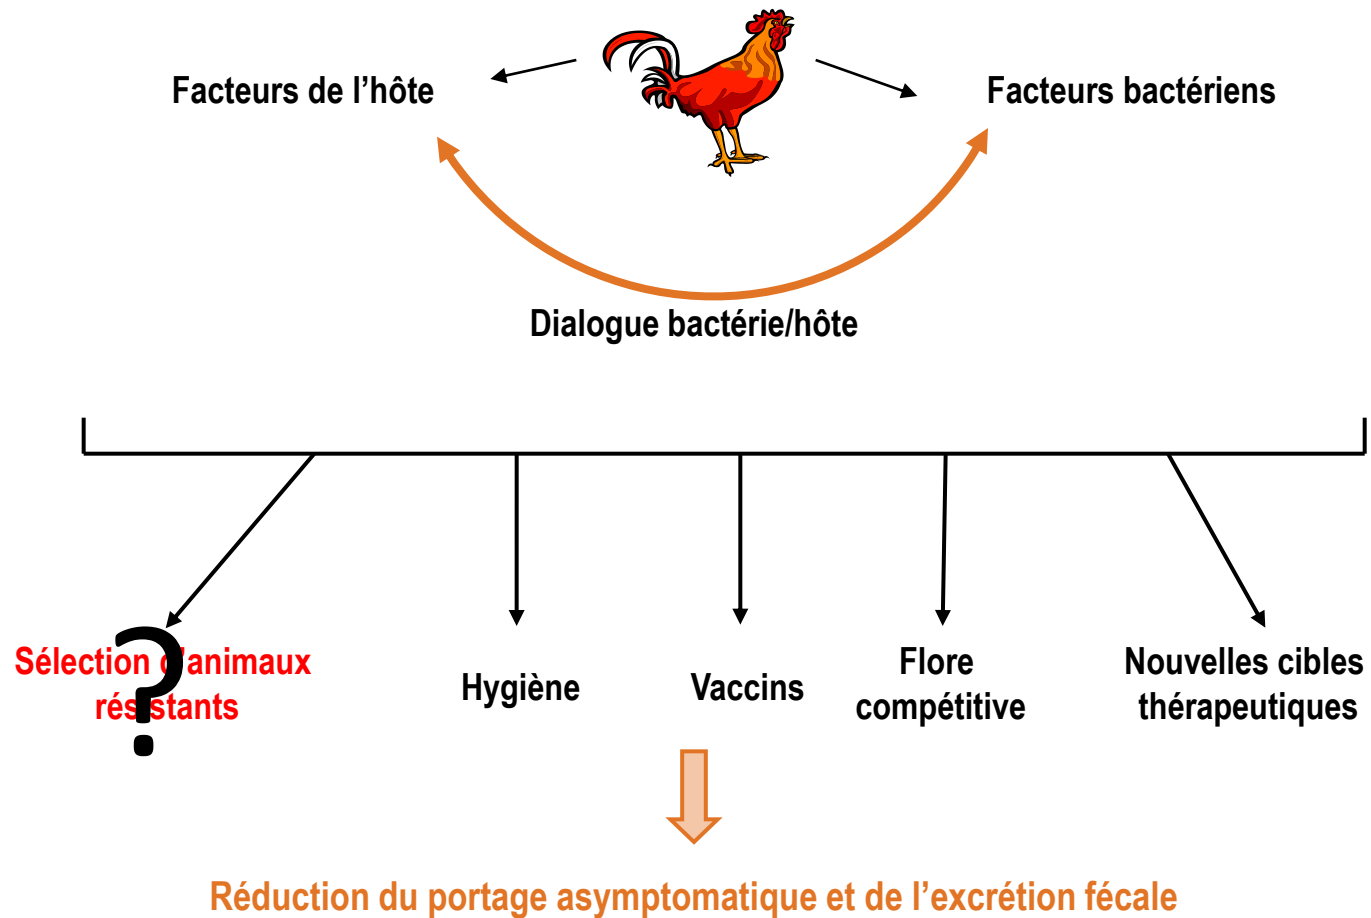 Facteurs de l’hôte
Facteurs bactériens
Dialogue bactérie/hôte
Sélection d’animaux
résistants
?
Hygiène
Vaccins
Flore
compétitive
Nouvelles cibles
thérapeutiques
Réduction du portage asymptomatique et de l’excrétion fécale